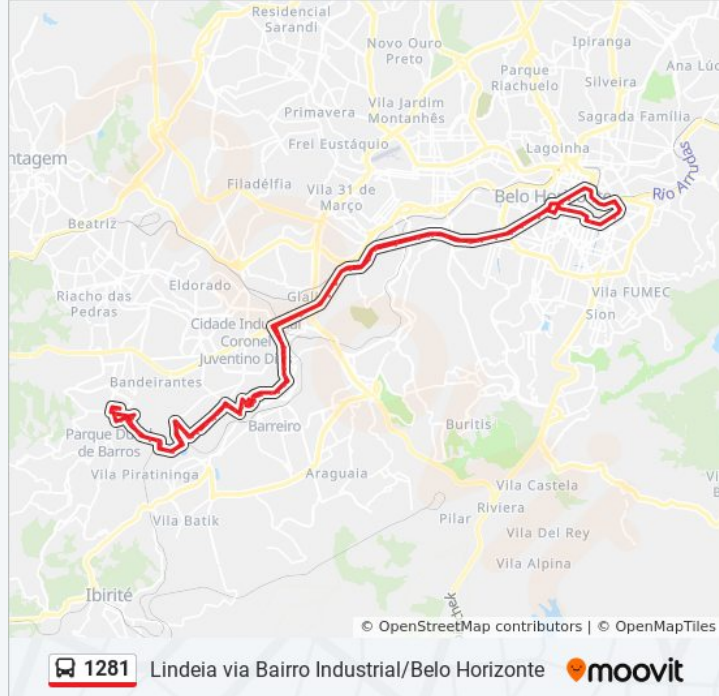 Residencial
Sarandi
Novo Ouro
Preto
Ipiranga
Parque
Riachuelo
Silveira
Vila Jardim
Montanhês
Primavera
Sagrada Família
Frei Eustáquio
Lagoinha
ntagem
Filadélfia
Vila 31 de
Março
Belo Ho
Rio Arrudas
Beatriz
Eldorado
Riacho das
Pedras
Vila FUMEC
Sion
Cidade Indu
Coronel
Juventino D
Bandeirantes
Parque Du
de Barros
Barreiro
Buritis
Vila Piratininga
Araguaia
Vila Castela
Vila Batik
Pilar
Riviera
Vila Del Rey
Vila Alpina
Ibirité
© OpenStreetMap contributors | © OpenMapTiles
1281 Lindeia via Bairro Industrial/Belo Horizonte moovit